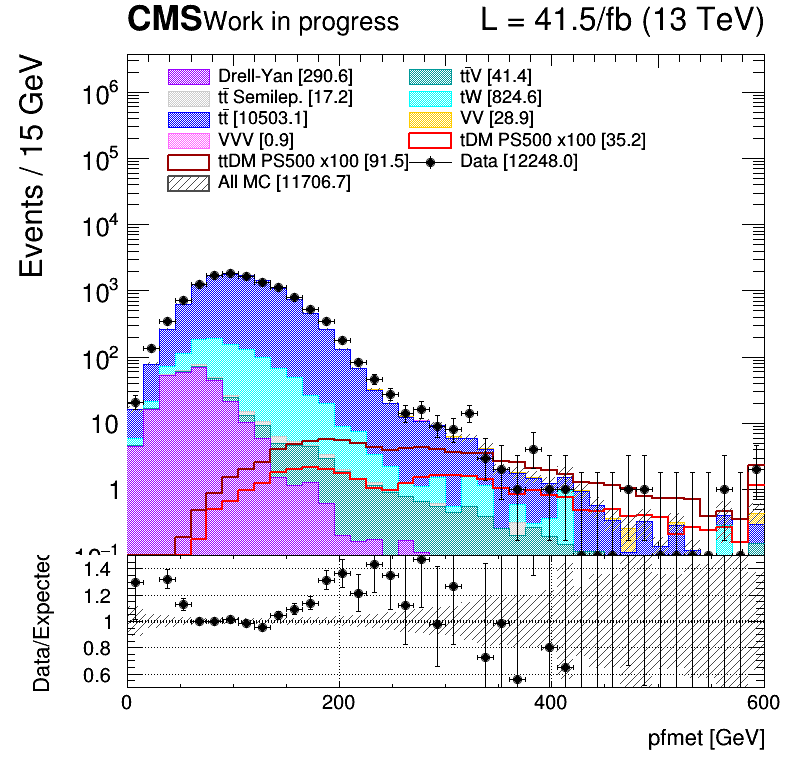 CMS Work in progress L = 41.5/fb (13 TeV)
Events / 15 GeV
Drell-Yan [290.6] tt̄V [41.4]
tt̄ Semilep. [17.2] tW [824.6]
tt̄ [10503.1] VV [28.9]
VVV [0.9] tDM PS500 x100 [35.2]
ttDM PS500 x100 [91.5] Data [12248.0]
All MC [11706.7]
10⁶
10⁵
10⁴
10³
10²
10
1
10⁻¹
Data/Expected
1.4
1.2
1
0.8
0.6
0 200 400 600
pfmet [GeV]